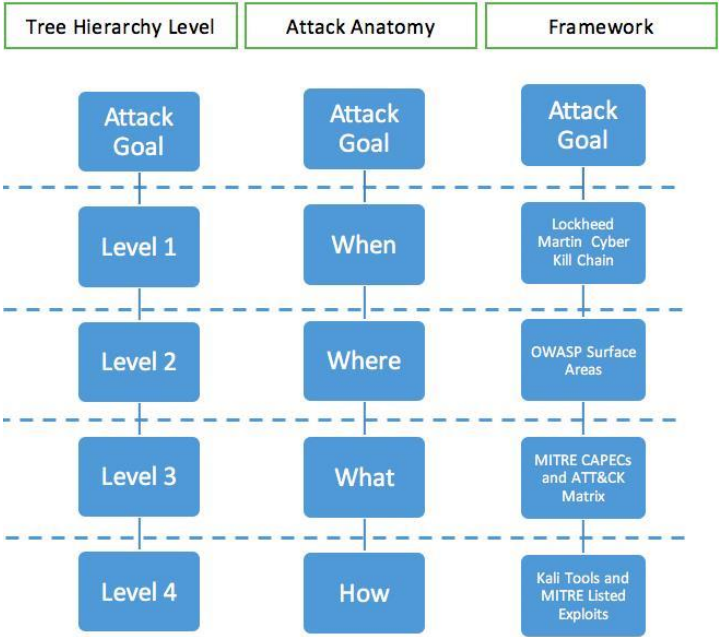 Tree Hierarchy Level
Attack Anatomy
Framework
Attack
Goal
Attack
Goal
Attack
Goal
Level 1
When
Lockheed
Martin Cyber
Kill Chain
Level 2
Where
OWASP Surface
Areas
Level 3
What
MITRE CAPECs
and ATT&CK
Matrix
Level 4
How
Kali Tools and
MITRE Listed
Exploits